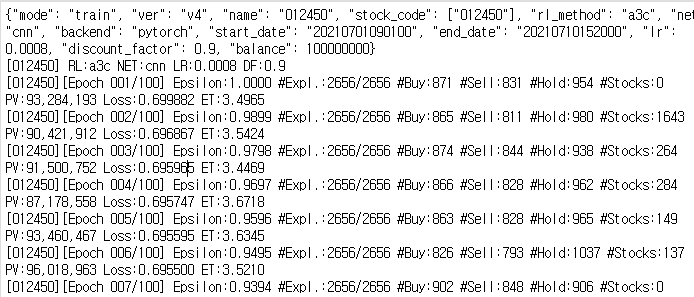 {"mode": "train", "ver": "v4", "name": "012450", "stock_code": ["012450"], "rl_method": "a3c", "net
"cnn", "backend": "pytorch", "start_date": "20210701090100", "end_date": "20210710152000", "lr":
0.0008, "discount_factor": 0.9, "balance": 100000000}
[012450] RL:a3c NET:cnn LR:0.0008 DF:0.9
[012450][Epoch 001/100] Epsilon:1.0000 #Expl.:2656/2656 #Buy:871 #Sell:831 #Hold:954 #Stocks:0
PV:93,284,193 Loss:0.699882 ET:3.4965
[012450][Epoch 002/100] Epsilon:0.9899 #Expl.:2656/2656 #Buy:865 #Sell:811 #Hold:980 #Stocks:1643
PV:90,421,912 Loss:0.696867 ET:3.5424
[012450][Epoch 003/100] Epsilon:0.9798 #Expl.:2656/2656 #Buy:874 #Sell:844 #Hold:938 #Stocks:264
PV:91,500,752 Loss:0.695965 ET:3.4469
[012450][Epoch 004/100] Epsilon:0.9697 #Expl.:2656/2656 #Buy:866 #Sell:828 #Hold:962 #Stocks:284
PV:87,178,558 Loss:0.695747 ET:3.6718
[012450][Epoch 005/100] Epsilon:0.9596 #Expl.:2656/2656 #Buy:863 #Sell:828 #Hold:965 #Stocks:149
PV:93,460,467 Loss:0.695595 ET:3.6345
[012450][Epoch 006/100] Epsilon:0.9495 #Expl.:2656/2656 #Buy:826 #Sell:793 #Hold:1037 #Stocks:137
PV:96,018,963 Loss:0.695500 ET:3.5210
[012450][Epoch 007/100] Epsilon:0.9394 #Expl.:2656/2656 #Buy:902 #Sell:848 #Hold:906 #Stocks:0